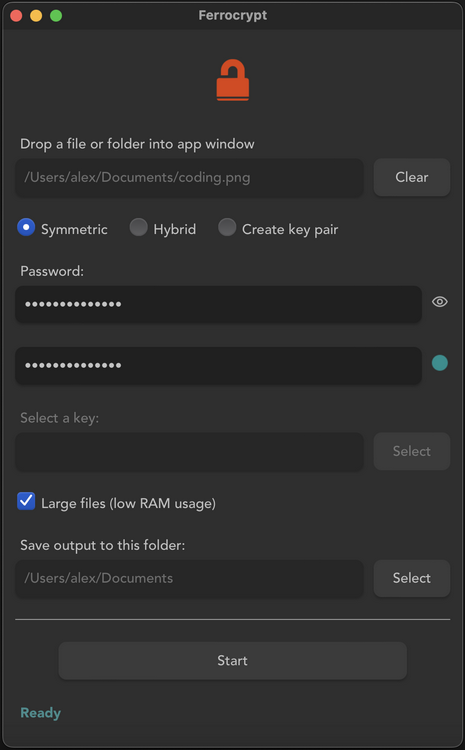 Ferrocrypt
Drop a file or folder into app window
/Users/alex/Documents/coding.png
Clear
Symmetric Hybrid Create key pair
Password:
••••••••••••••
••••••••••••••
Select a key:
Select
Large files (low RAM usage)
Save output to this folder:
/Users/alex/Documents
Select
Start
Ready